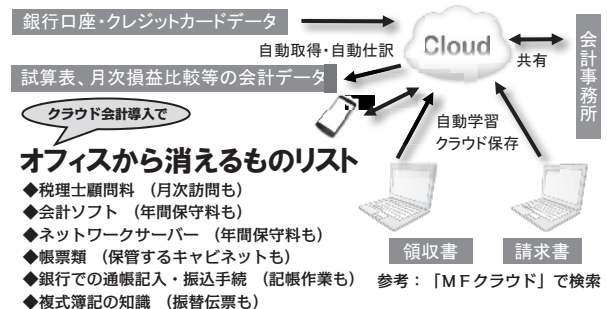 銀行口座・クレジットカードデータ
自動取得・自動仕訳
Cloud
共有
会計事務所
試算表、月次損益比較等の会計データ
クラウド会計導入で
自動学習
クラウド保存
オフィスから消えるものリスト
◆税理士顧問料 (月次訪問も)
◆会計ソフト (年間保守料も)
◆ネットワークサーバー (年間保守料も)
◆帳票類 (保管するキャビネットも)
◆銀行での通帳記入・振込手続 (記帳作業も)
◆複式簿記の知識 (振替伝票も)
領収書
請求書
参考:「MFクラウド」で検索